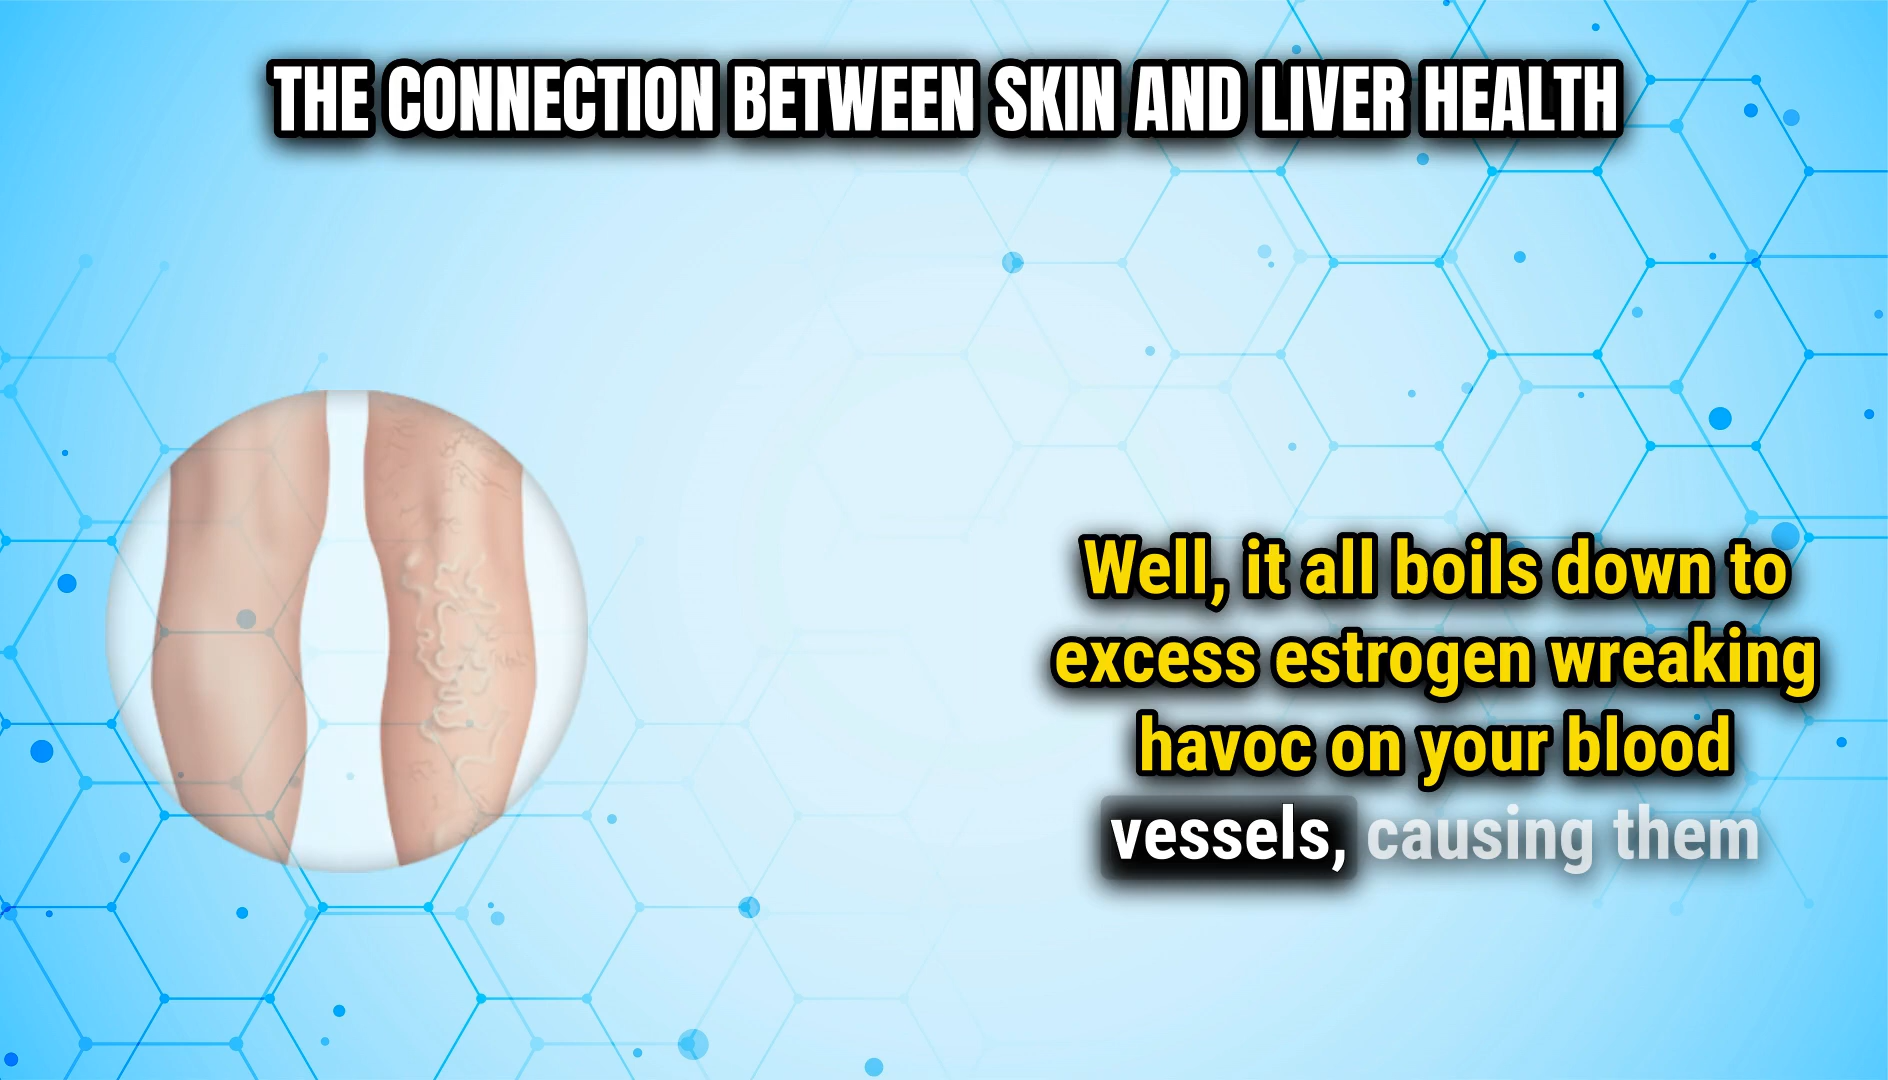 THE CONNECTION BETWEEN SKIN AND LIVER HEALTH
Well, it all boils down to
excess estrogen wreaking
havoc on your blood
vessels, causing them